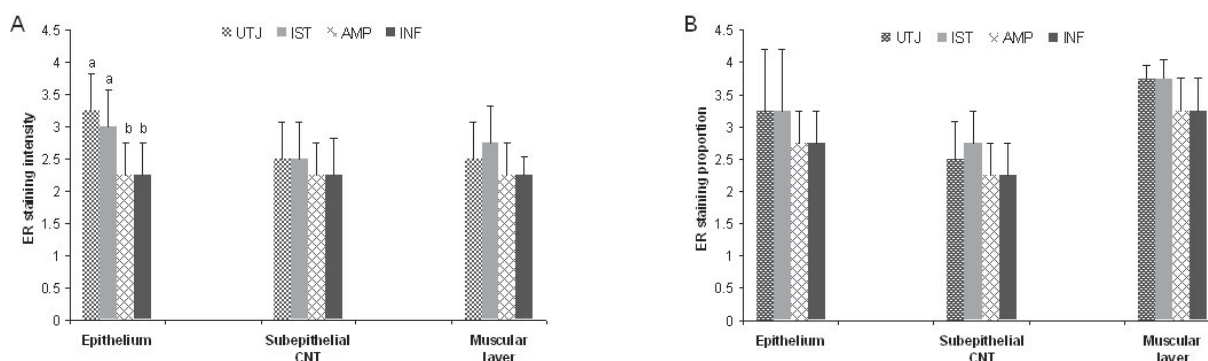 A
4.5
4
3.5
3
2.5
2
1.5
1
0.5
0
ER staining intensity
UTJ IST AMP INF
a a b b
Epithelium
Subepithelial
CNT
Muscular
layer
B
4.5
4
3.5
3
2.5
2
1.5
1
0.5
0
ER staining proportion
UTJ IST AMP INF
Epithelium
Subepithelial
CNT
Muscular
layer